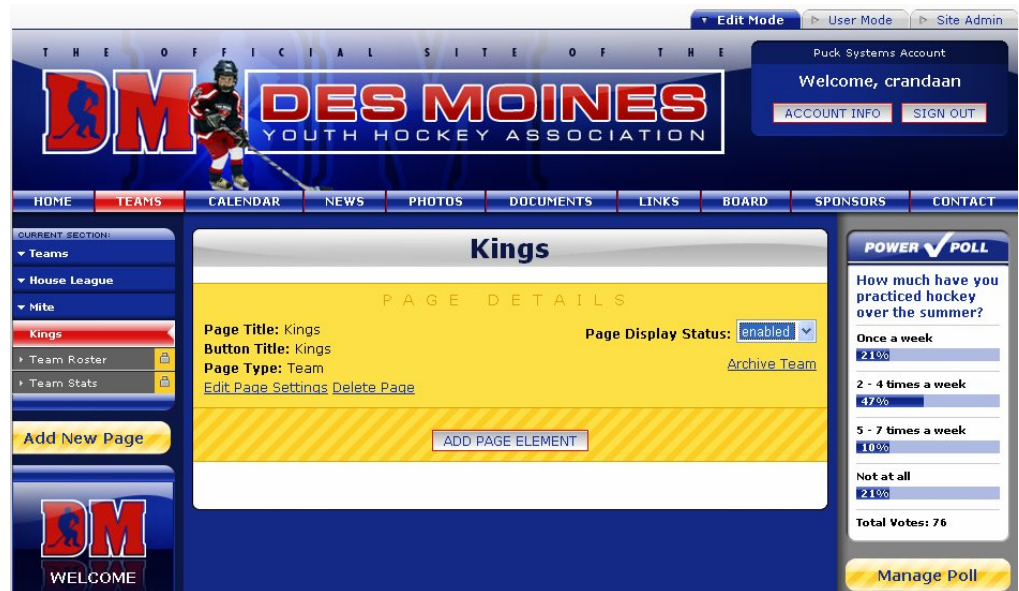 Edit Mode
User Mode
Site Admin
THE OFFICIAL SITE OF THE
DM
DES MOINES
YOUTH HOCKEY ASSOCIATION
Puck Systems Account
Welcome, crandaan
ACCOUNT INFO
SIGN OUT
HOME
TEAMS
CALENDAR
NEWS
PHOTOS
DOCUMENTS
LINKS
BOARD
SPONSORS
CONTACT
CURRENT SECTION:
Teams
House League
Mite
Kings
Team Roster
Team Stats
Add New Page
DM
WELCOME
Kings
PAGE DETAILS
Page Title: Kings
Button Title: Kings
Page Type: Team
Edit Page Settings Delete Page
Page Display Status: enabled
Archive Team
ADD PAGE ELEMENT
POWER POLL
How much have you
practiced hockey
over the summer?
Once a week
21%
2 - 4 times a week
47%
5 - 7 times a week
10%
Not at all
21%
Total Votes: 76
Manage Poll